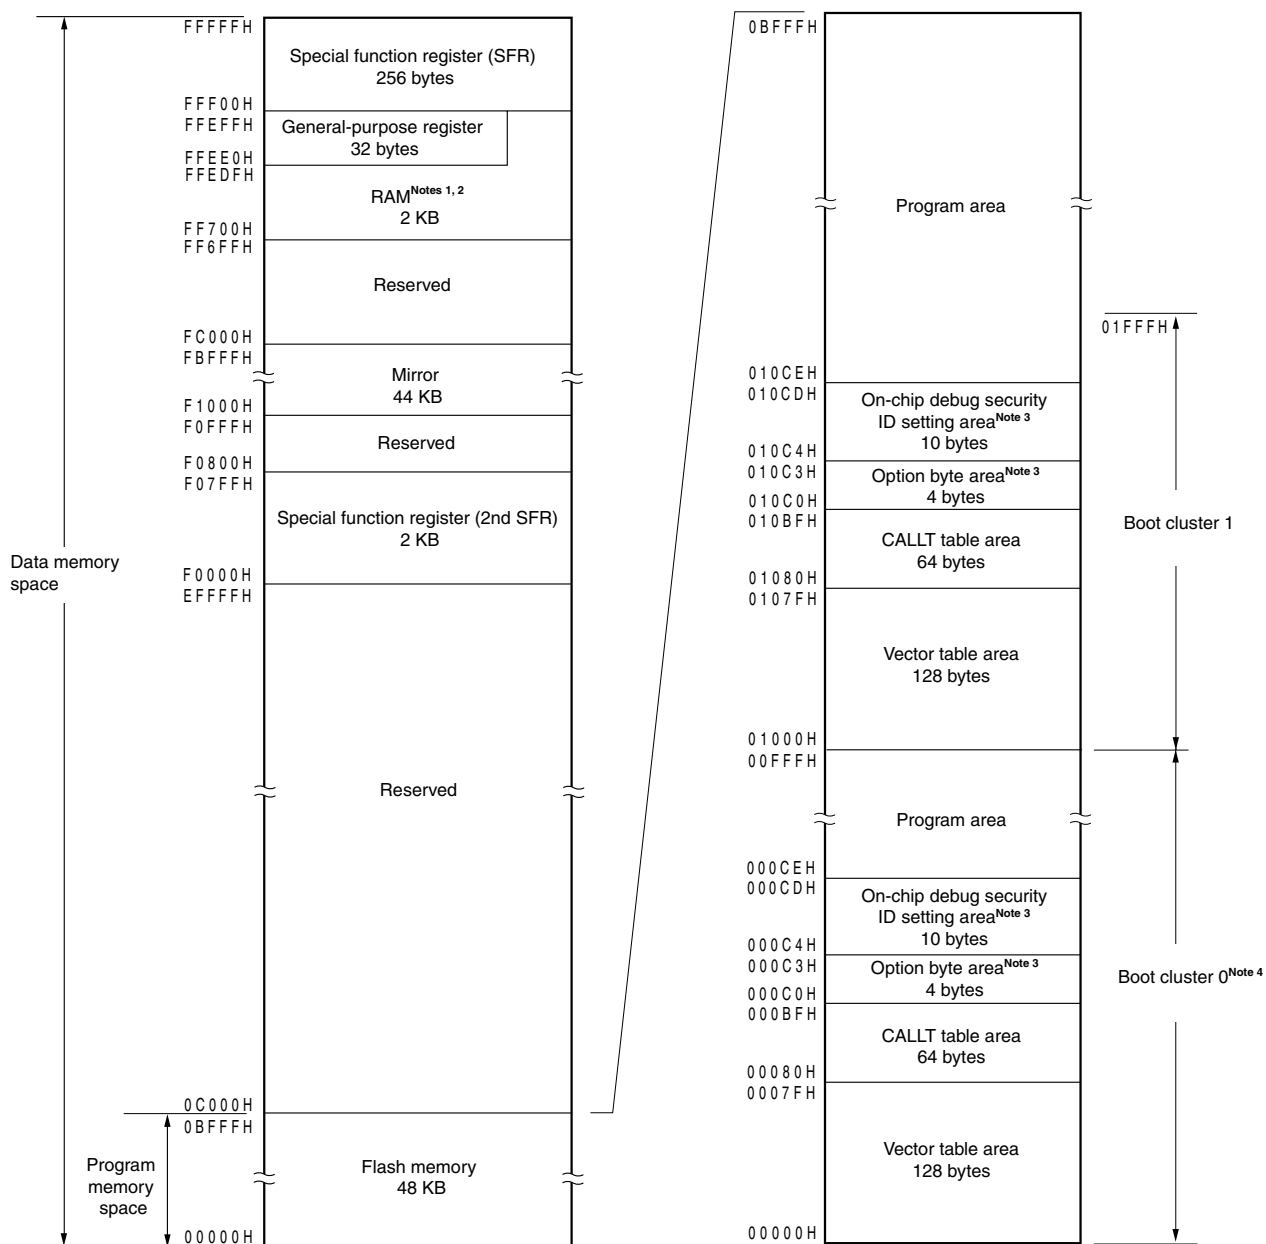 FFFFFH
Special function register (SFR)
256 bytes
FFF00H
FFEFFH
General-purpose register
32 bytes
FFEE0H
FFEDFH
RAMNotes 1, 2
2 KB
FF700H
FF6FFH
Reserved
FC000H
FBFFFH
Mirror
44 KB
F1000H
F0FFFH
Reserved
F0800H
F07FFH
Special function register (2nd SFR)
2 KB
Data memory
space
F0000H
EFFFFH
Reserved
0C000H
0BFFFH
Program
memory
space
Flash memory
48 KB
00000H
0BFFFH
Program area
01FFFH
010CEH
010CDH
On-chip debug security
ID setting areaNote 3
10 bytes
010C4H
010C3H
Option byte areaNote 3
4 bytes
010C0H
010BFH
Boot cluster 1
CALLT table area
64 bytes
01080H
0107FH
Vector table area
128 bytes
01000H
00FFFH
Program area
000CEH
000CDH
On-chip debug security
ID setting areaNote 3
10 bytes
000C4H
000C3H
Option byte areaNote 3
4 bytes
Boot cluster 0Note 4
000C0H
000BFH
CALLT table area
64 bytes
00080H
0007FH
Vector table area
128 bytes
00000H